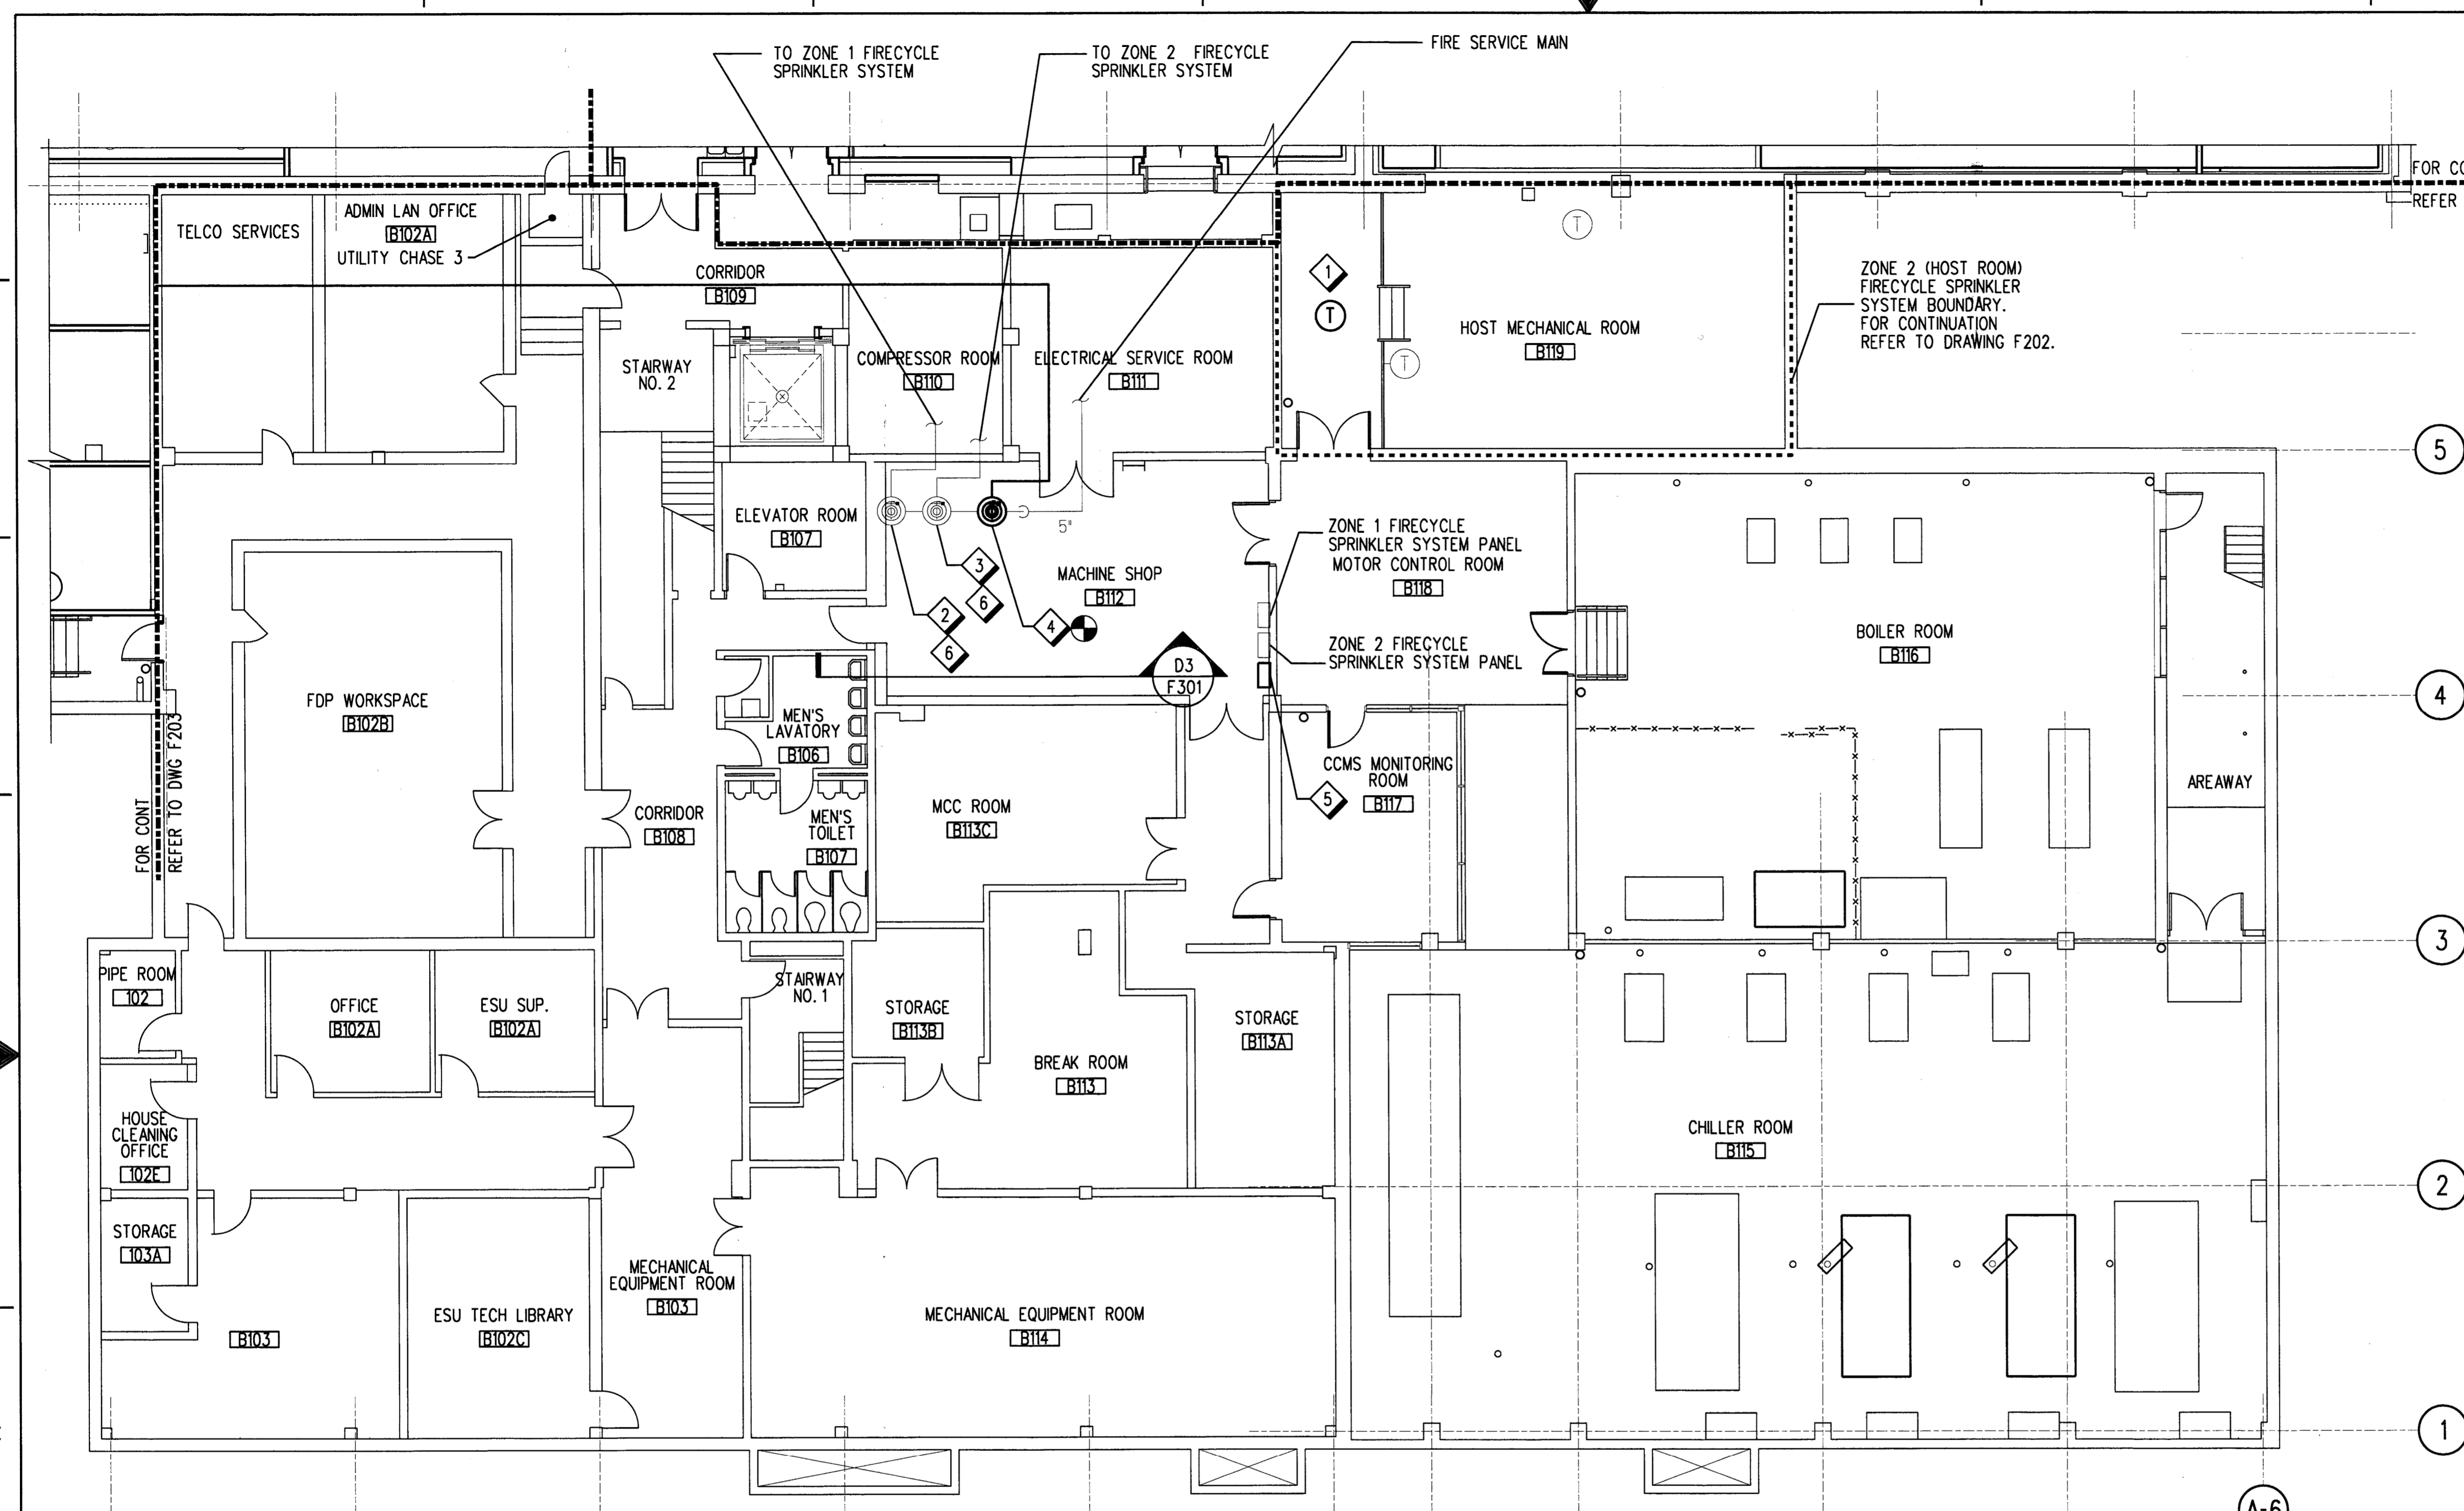 TO ZONE 1 FIRECYCLE
SPRINKLER SYSTEM
TO ZONE 2 FIRECYCLE
SPRINKLER SYSTEM
FIRE SERVICE MAIN
FOR CO
REFER
TELCO SERVICES
ADMIN LAN OFFICE
B102A
UTILITY CHASE 3
CORRIDOR
B109
1
T
T
T
HOST MECHANICAL ROOM
B119
ZONE 2 (HOST ROOM)
FIRECYCLE SPRINKLER
SYSTEM BOUNDARY.
FOR CONTINUATION
REFER TO DRAWING F202.
STAIRWAY
NO. 2
COMPRESSOR ROOM
B110
ELECTRICAL SERVICE ROOM
B111
5
ELEVATOR ROOM
B107
5"
3
6
2
6
4
MACHINE SHOP
B112
ZONE 1 FIRECYCLE
SPRINKLER SYSTEM PANEL
MOTOR CONTROL ROOM
B118
ZONE 2 FIRECYCLE
SPRINKLER SYSTEM PANEL
D3
F301
BOILER ROOM
B116
4
FDP WORKSPACE
B102B
FOR CONT
REFER TO DWG F203
MEN'S
LAVATORY
B106
MEN'S
TOILET
B107
CORRIDOR
B108
MCC ROOM
B113C
CCMS MONITORING
ROOM
B117
5
AREAWAY
3
PIPE ROOM
102
OFFICE
B102A
ESU SUP.
B102A
STAIRWAY
NO. 1
STORAGE
B113B
BREAK ROOM
B113
STORAGE
B113A
HOUSE
CLEANING
OFFICE
102E
CHILLER ROOM
B115
2
STORAGE
103A
B103
ESU TECH LIBRARY
B102C
MECHANICAL
EQUIPMENT ROOM
B103
MECHANICAL EQUIPMENT ROOM
B114
1
A-6